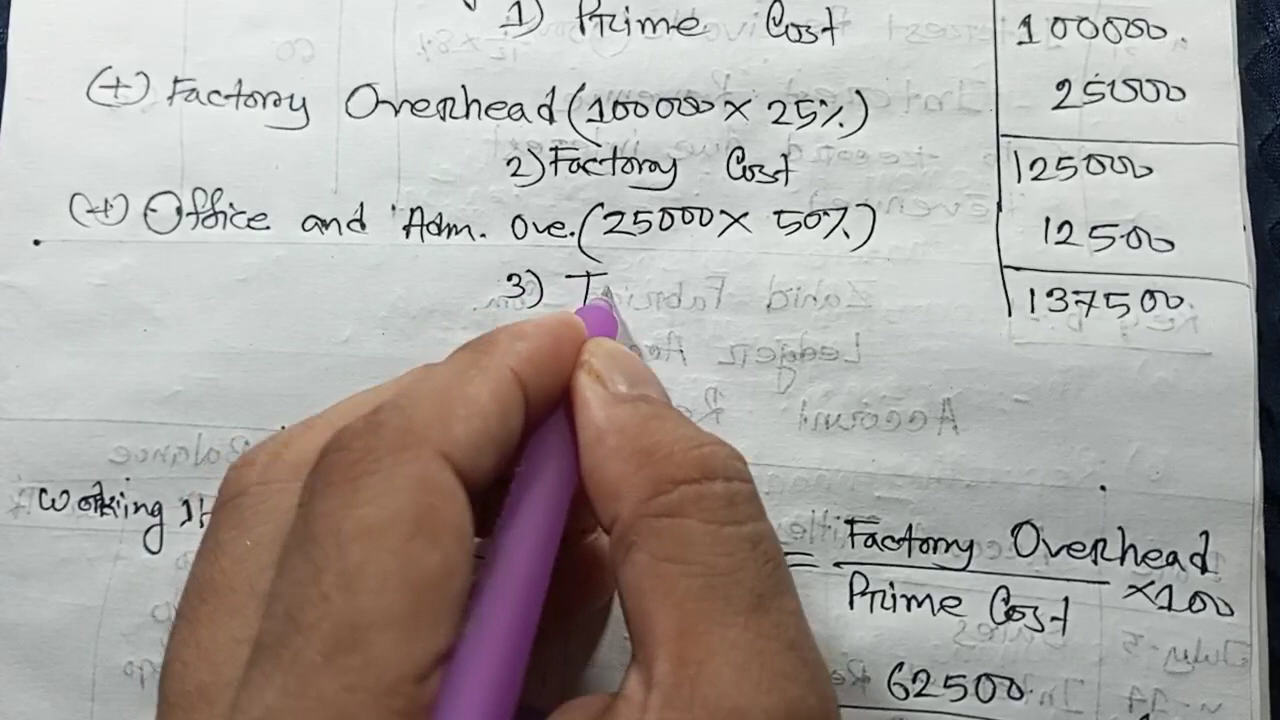 1) Prime Cost 100000.
(+) Factory Overhead (100000 × 25%) 25000
2) Factory Cost 125000
(+) Office and Adm. Ove. (25000 × 50%) 12500
3) T 137500.
Working
= Factory Overhead / Prime Cost ×100
62500